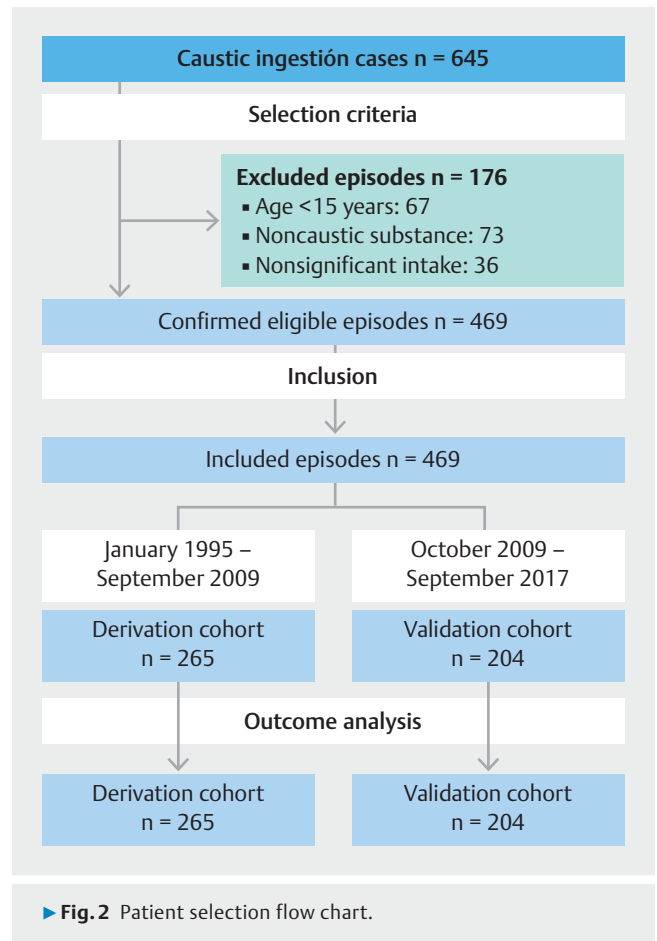 Caustic ingestión cases n = 645
Selection criteria
Excluded episodes n = 176
▪ Age <15 years: 67
▪ Noncaustic substance: 73
▪ Nonsignificant intake: 36
Confirmed eligible episodes n = 469
Inclusion
Included episodes n = 469
January 1995 –
September 2009
October 2009 –
September 2017
Derivation cohort
n = 265
Validation cohort
n = 204
Outcome analysis
Derivation cohort
n = 265
Validation cohort
n = 204
▶ Fig. 2 Patient selection flow chart.